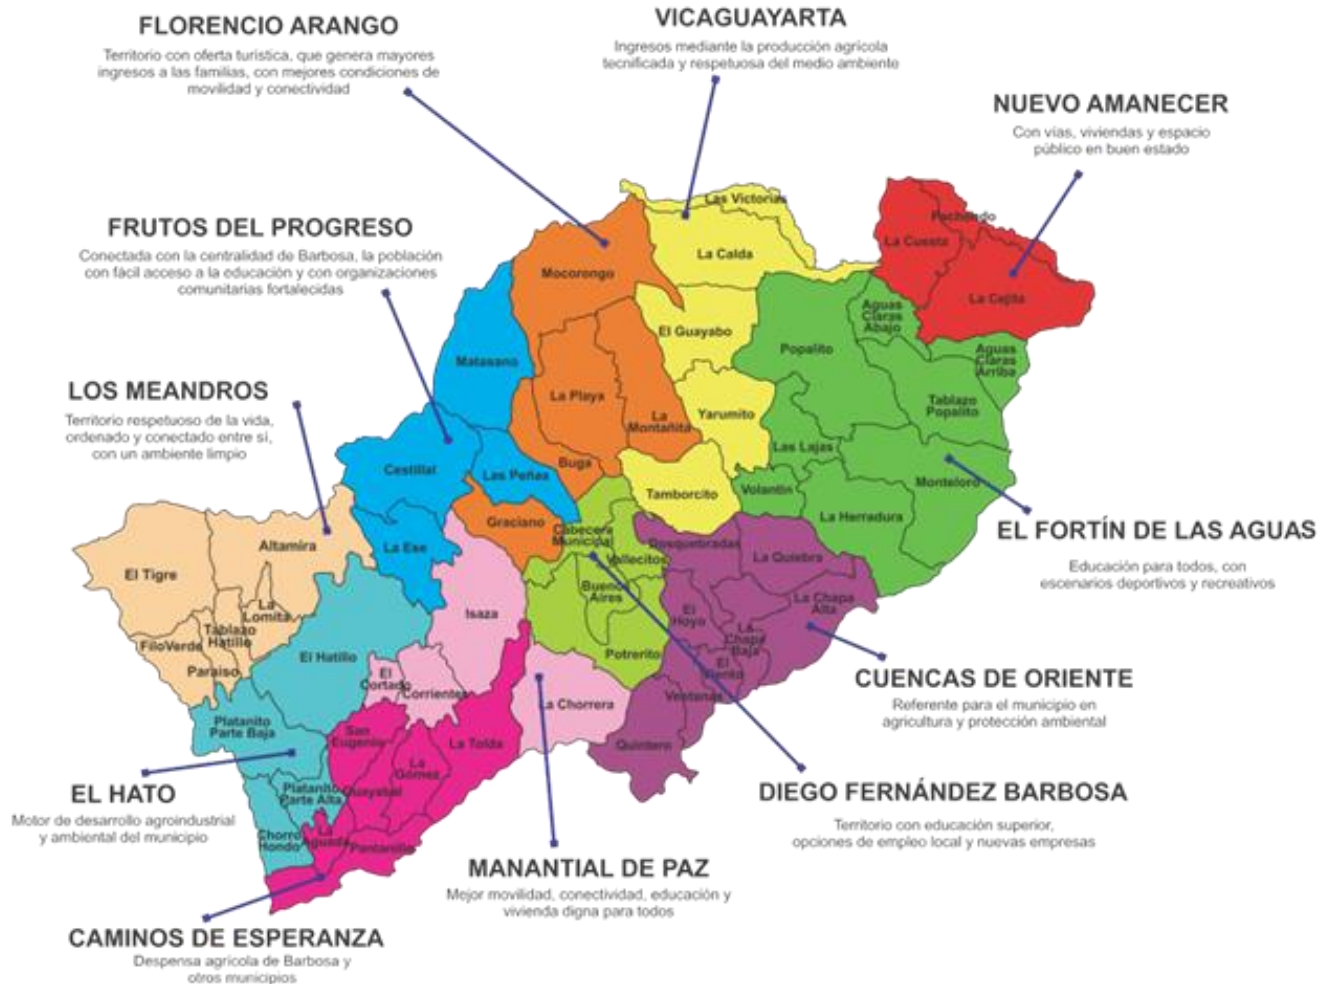 FLORENCIO ARANGO
Territorio con oferta turística, que genera mayores
ingresos a las familias, con mejores condiciones de
movilidad y conectividad
VICAGUAYARTA
Ingresos mediante la producción agrícola
tecnificada y respetuosa del medio ambiente
NUEVO AMANECER
Con vías, viviendas y espacio
público en buen estado
FRUTOS DEL PROGRESO
Conectada con la centralidad de Barbosa, la población
con fácil acceso a la educación y con organizaciones
comunitarias fortalecidas
LOS MEANDROS
Territorio respetuoso de la vida,
ordenado y conectado entre sí,
con un ambiente limpio
Las Victorias
Pachohondo
La Cuesta
La Calda
Mocorongo
La Cejita
Aguas
Claras
Abajo
El Guayabo
Popalito
Aguas
Claras
Arriba
Matasano
La Playa
La
Montañita
Yarumito
Tablazo
Popalito
Las Lajas
Cestillal
Las Peñas
Buga
Tamborcito
Volantín
Monteloro
La Herradura
Graciano
Cabecera
Municipal
Vallecitos
Dosquebradas
La Quiebra
EL FORTÍN DE LAS AGUAS
Educación para todos, con
escenarios deportivos y recreativos
Altamira
La Ese
El Tigre
La
Lomita
Tablazo
Hatillo
FiloVerde
Paraiso
Isaza
Buenos
Aires
El
Hoyo
La Chapa
Alta
La
Chapa
Baja
El
Viento
Potrerito
El Hatillo
El
Cortado
Corrientes
La Chorrera
Ventanas
Quintero
CUENCAS DE ORIENTE
Referente para el municipio en
agricultura y protección ambiental
Platanito
Parte Baja
San
Eugenio
La Tolda
La
Gómez
Platanito
Parte Alta
Guayabal
Chorro
Hondo
La
Aguada
Pantanillo
EL HATO
Motor de desarrollo agroindustrial
y ambiental del municipio
DIEGO FERNÁNDEZ BARBOSA
Territorio con educación superior,
opciones de empleo local y nuevas empresas
MANANTIAL DE PAZ
Mejor movilidad, conectividad, educación y
vivienda digna para todos
CAMINOS DE ESPERANZA
Despensa agrícola de Barbosa y
otros municipios